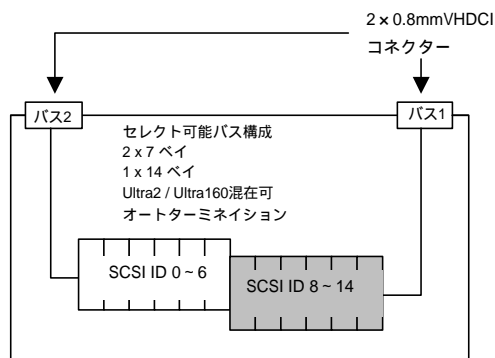 2 × 0.8mmVHDCI
コネクター
バス2
バス1
セレクト可能バス構成
2 x 7 ベイ
1 x 14 ベイ
Ultra2 / Ultra160混在可
オートターミネイション
SCSI ID 0 ~ 6
SCSI ID 8 ~ 14